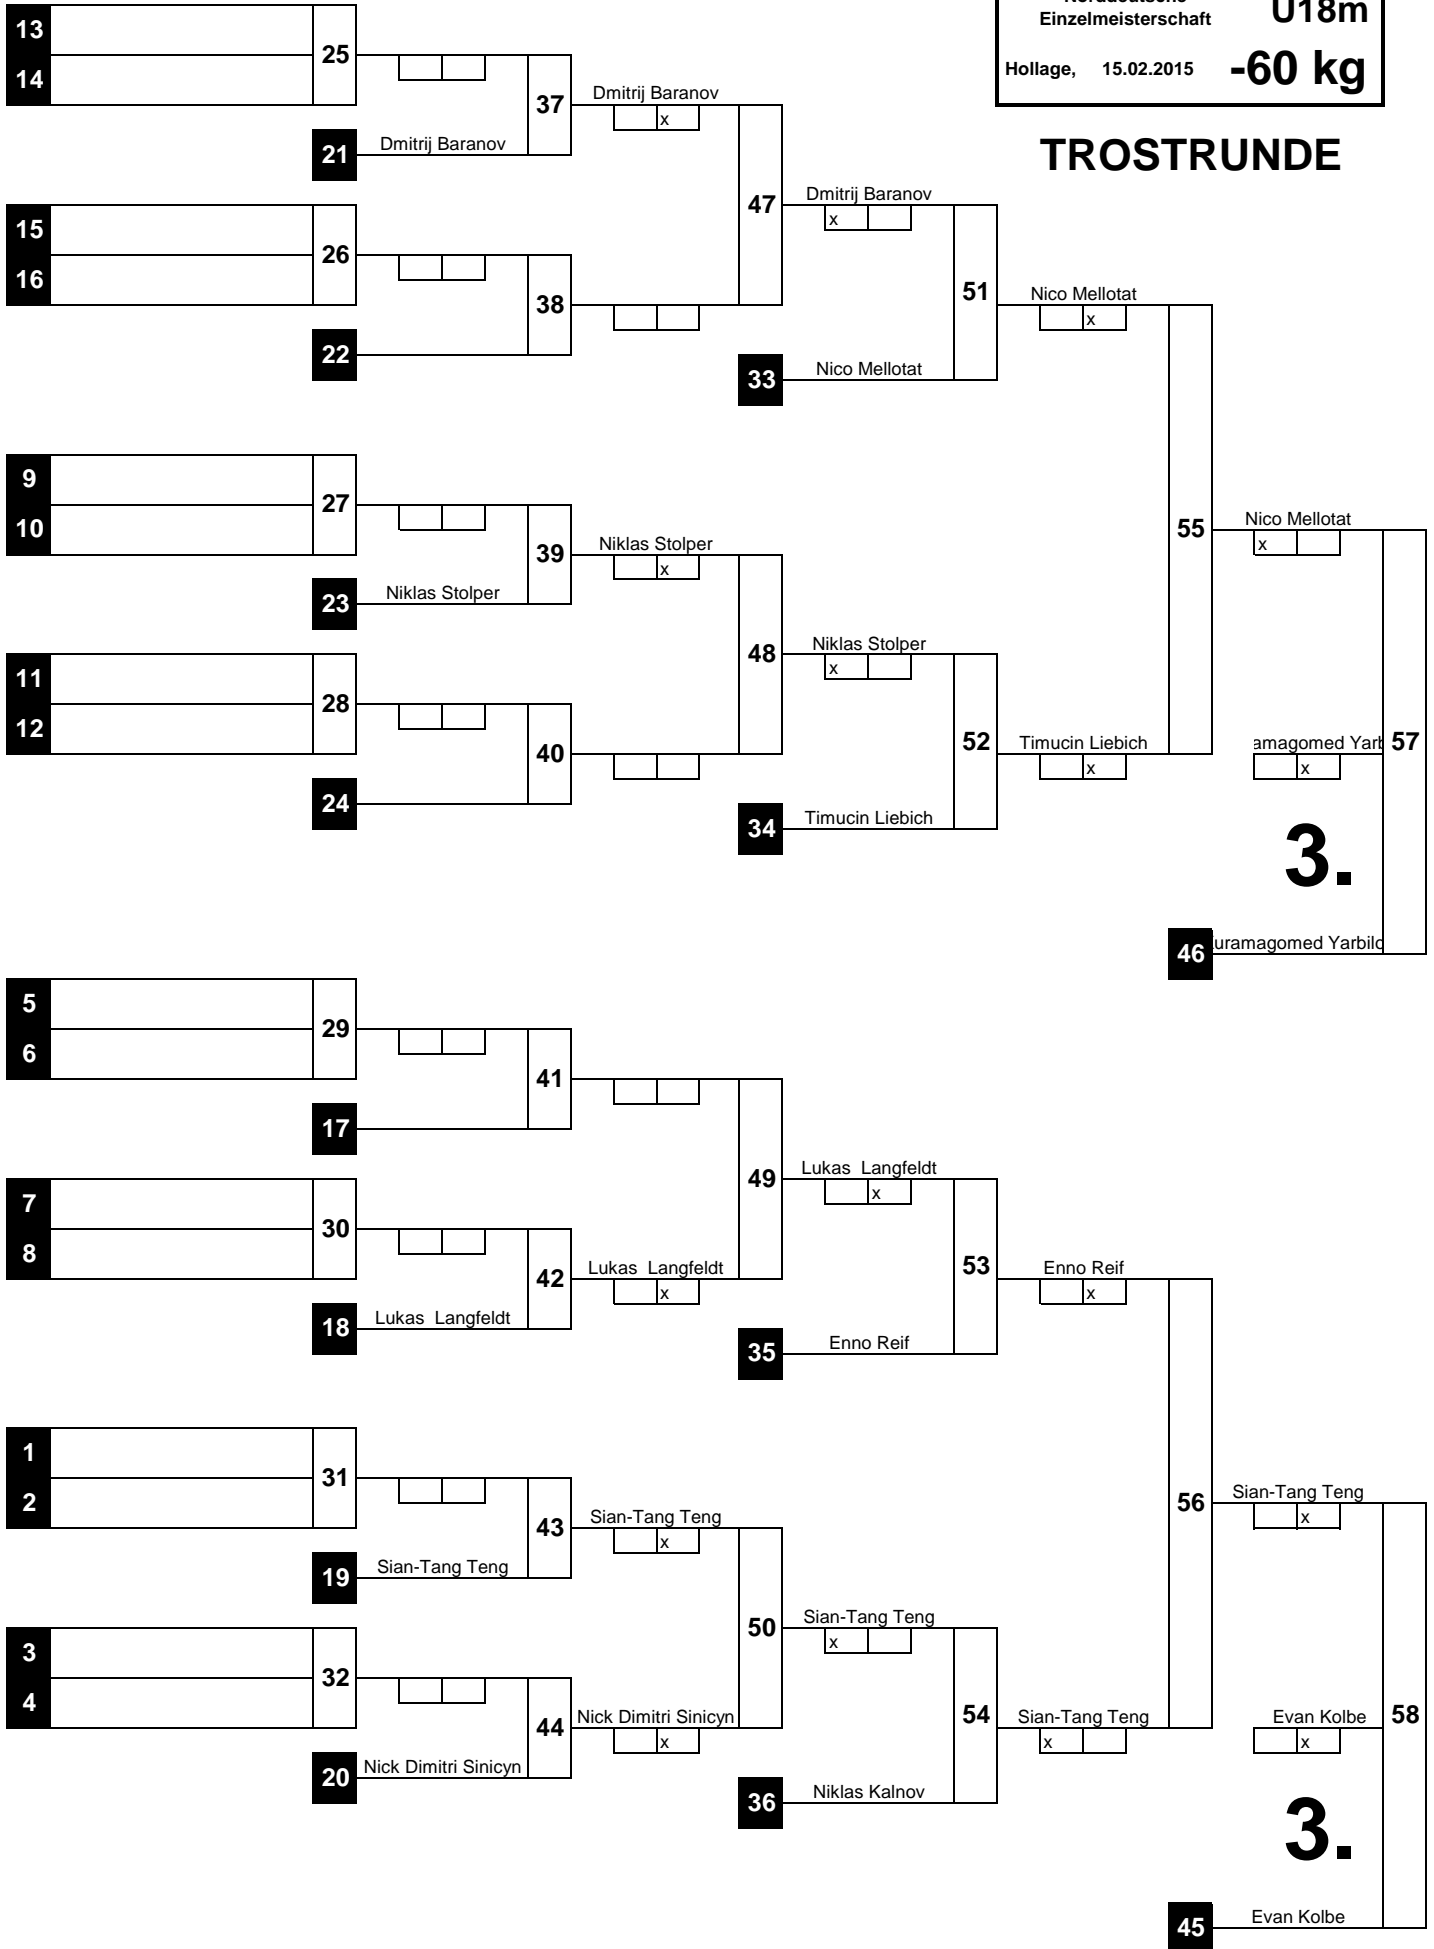 Norddeutsche
Einzelmeisterschaft
U18m
Hollage, 15.02.2015
-60 kg
TROSTRUNDE
13
14
25
37
Dmitrij Baranov
x
21
Dmitrij Baranov
47
Dmitrij Baranov
x
15
16
26
38
22
51
Nico Mellotat
x
33
Nico Mellotat
9
10
27
39
Niklas Stolper
x
23
Niklas Stolper
55
Nico Mellotat
x
48
Niklas Stolper
x
11
12
28
40
24
52
Timucin Liebich
x
34
Timucin Liebich
amagomed Yarb
x
57
3.
46
uramagomed Yarbilo
5
6
29
41
17
49
Lukas Langfeldt
x
7
8
30
42
Lukas Langfeldt
x
18
Lukas Langfeldt
53
Enno Reif
x
35
Enno Reif
1
2
31
43
Sian-Tang Teng
x
19
Sian-Tang Teng
56
Sian-Tang Teng
x
50
Sian-Tang Teng
x
3
4
32
44
Nick Dimitri Sinicyn
x
20
Nick Dimitri Sinicyn
54
Sian-Tang Teng
x
36
Niklas Kalnov
Evan Kolbe
x
58
3.
45
Evan Kolbe